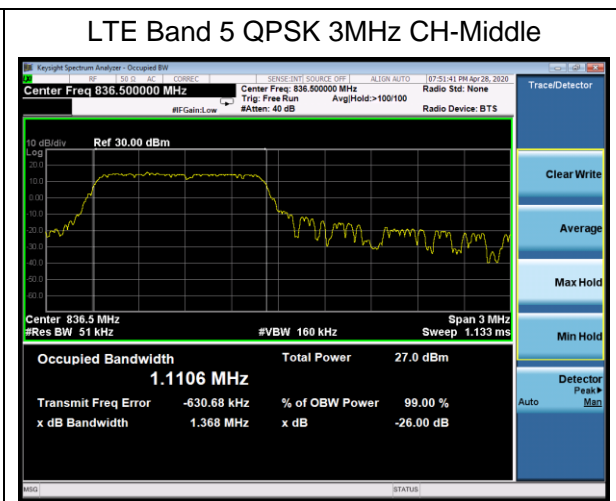 LTE Band 5 QPSK 3MHz CH-Middle
Keysight Spectrum Analyzer - Occupied BW
RF 50 Ω AC CORREC SENSE:INT SOURCE OFF ALIGN AUTO 07:51:41 PM Apr 28, 2020
Center Freq 836.500000 MHz Center Freq: 836.500000 MHz Radio Std: None Trace/Detector
Trig: Free Run Avg|Hold:>100/100
#IFGain:Low #Atten: 40 dB Radio Device: BTS
10 dB/div Ref 30.00 dBm
Log
20.0
10.0
0.00
-10.0
-20.0
-30.0
-40.0
-50.0
-60.0
Clear Write
Average
Max Hold
Min Hold
Center 836.5 MHz Span 3 MHz
#Res BW 51 kHz #VBW 160 kHz Sweep 1.133 ms
Occupied Bandwidth Total Power 27.0 dBm
1.1106 MHz
Transmit Freq Error -630.68 kHz % of OBW Power 99.00 %
x dB Bandwidth 1.368 MHz x dB -26.00 dB
Detector
Peak▶
Auto Man
MSG STATUS